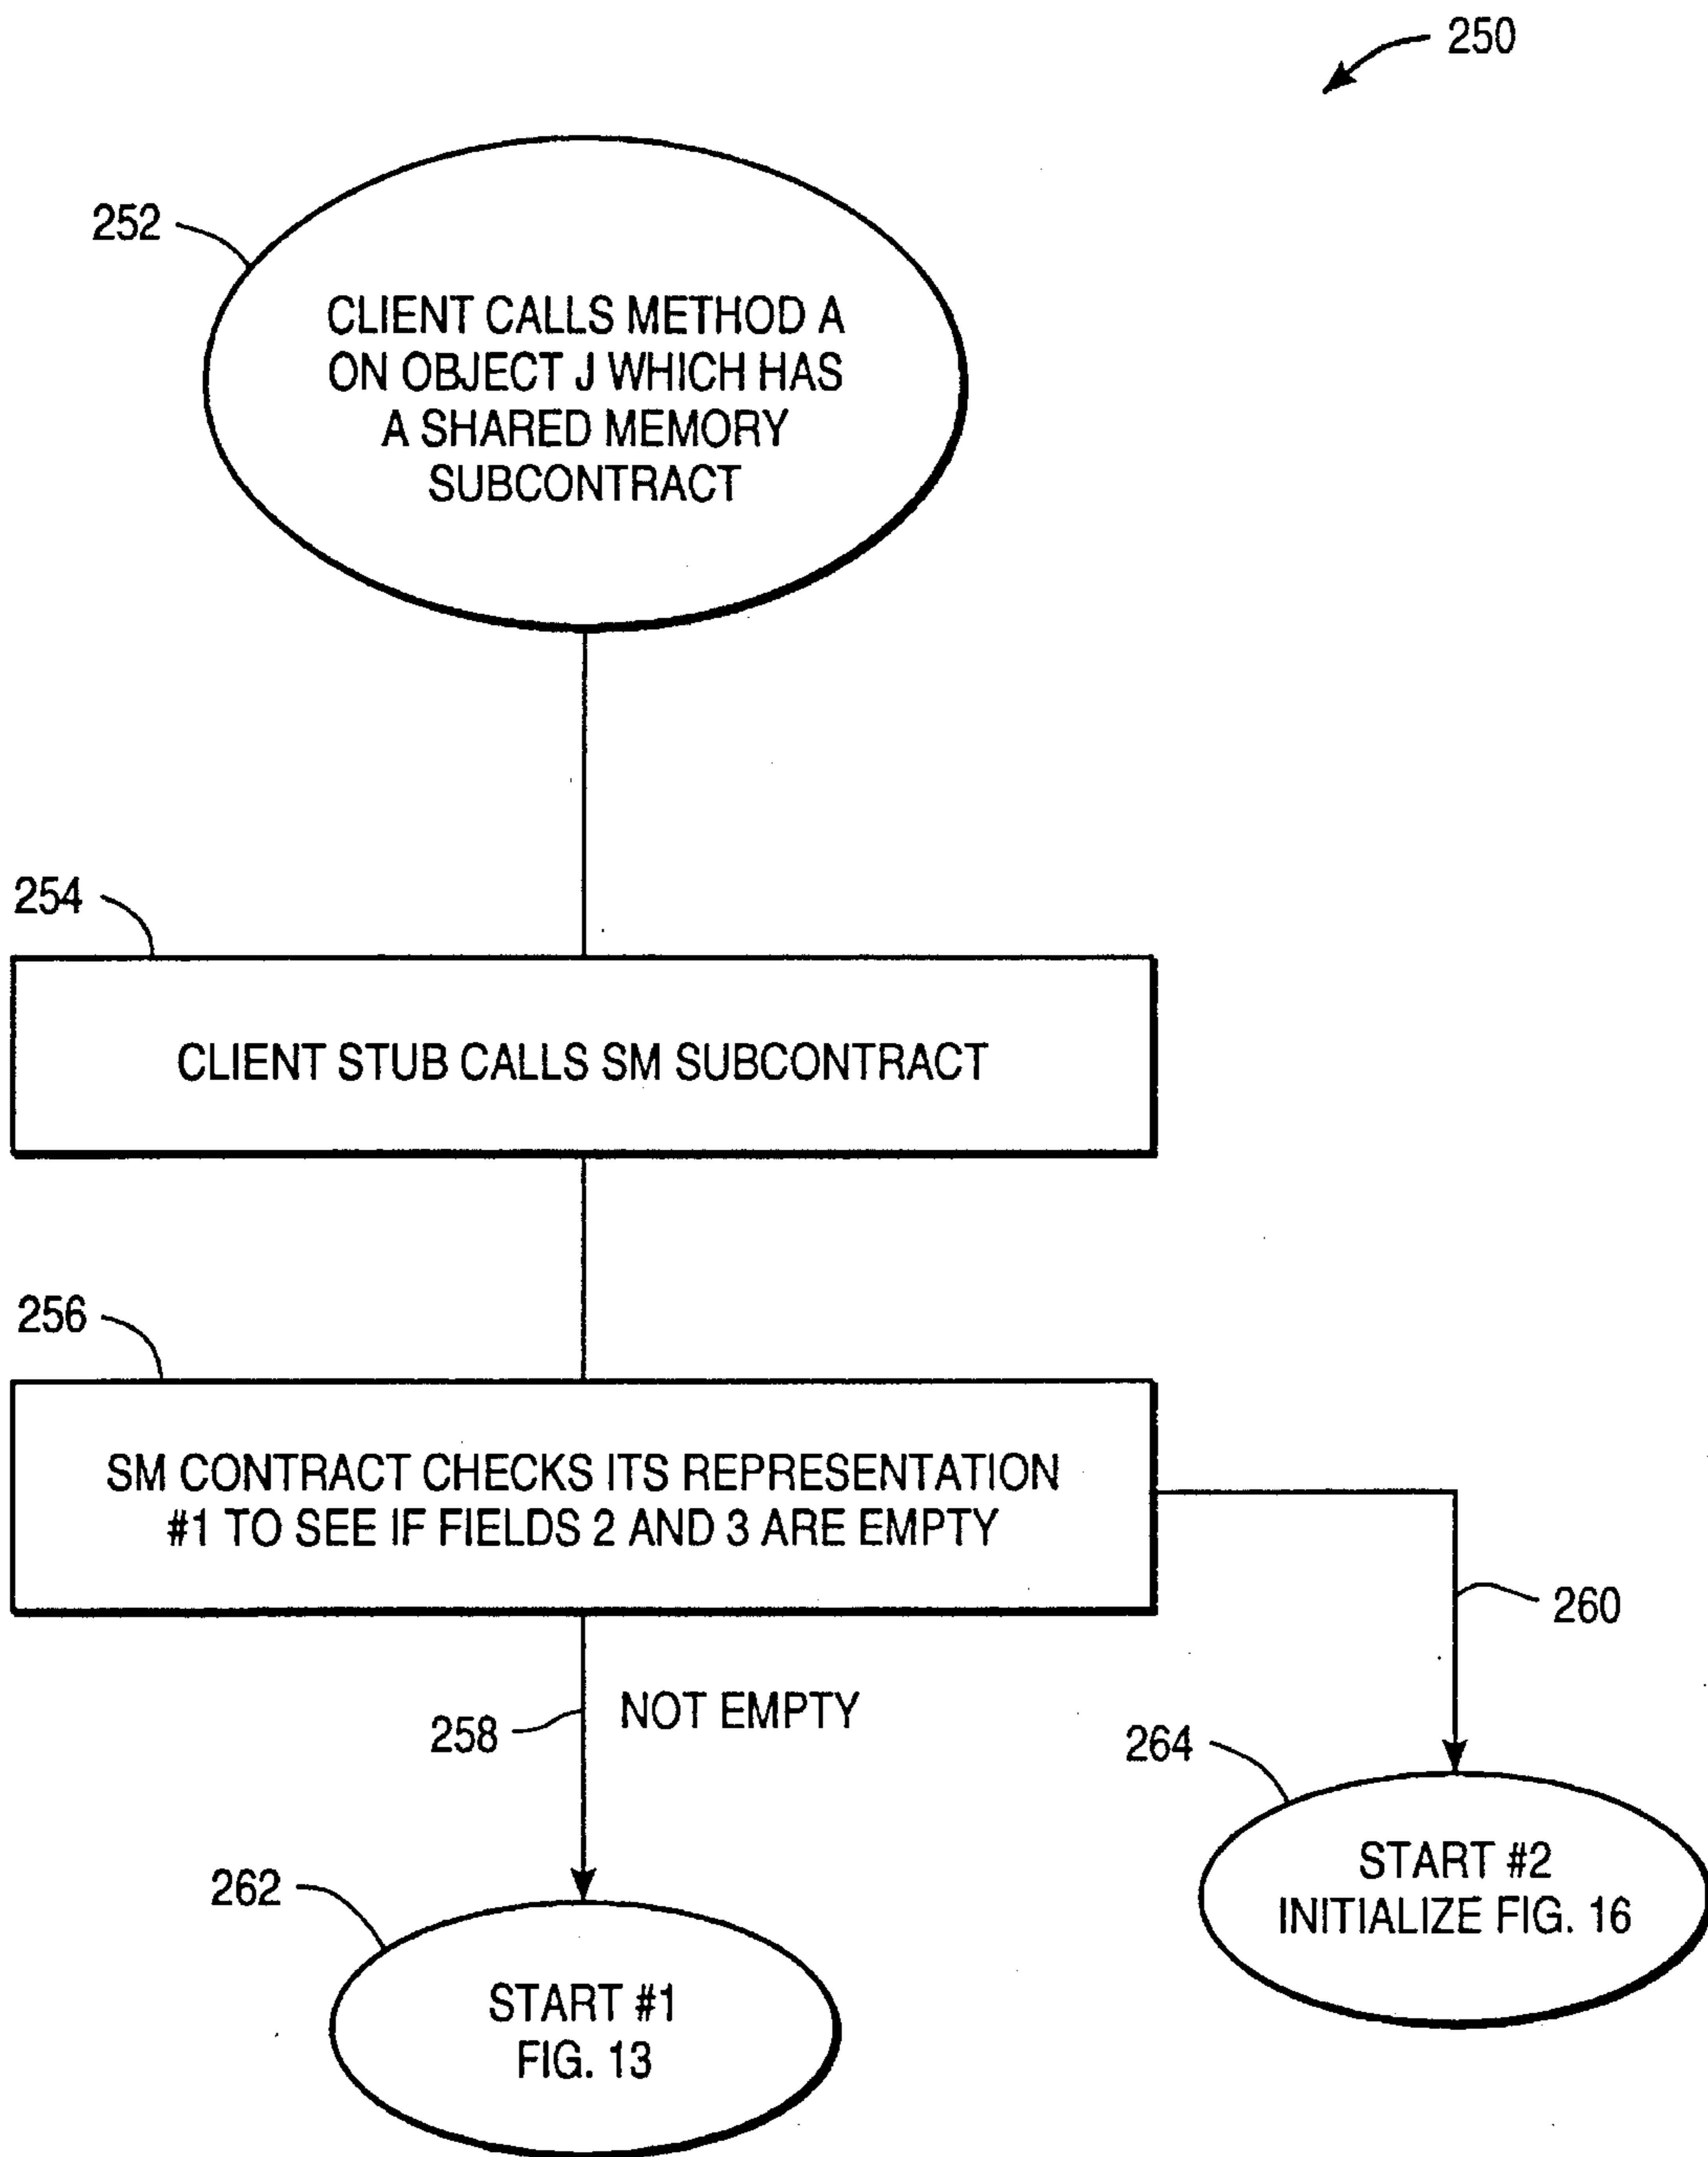 250
252
CLIENT CALLS METHOD A
ON OBJECT J WHICH HAS
A SHARED MEMORY
SUBCONTRACT
254
CLIENT STUB CALLS SM SUBCONTRACT
256
SM CONTRACT CHECKS ITS REPRESENTATION
#1 TO SEE IF FIELDS 2 AND 3 ARE EMPTY
260
258
NOT EMPTY
264
START #2
INITIALIZE FIG. 16
262
START #1
FIG. 13